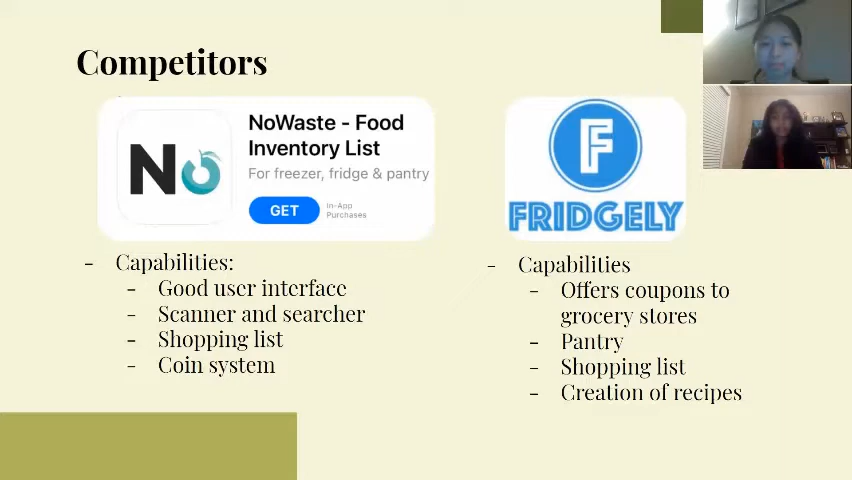 Competitors
NoWaste - Food
Inventory List
For freezer, fridge & pantry
No
GET
In-App
Purchases
F
FRIDGELY
- Capabilities:
- Good user interface
- Scanner and searcher
- Shopping list
- Coin system
- Capabilities
- Offers coupons to
grocery stores
- Pantry
- Shopping list
- Creation of recipes